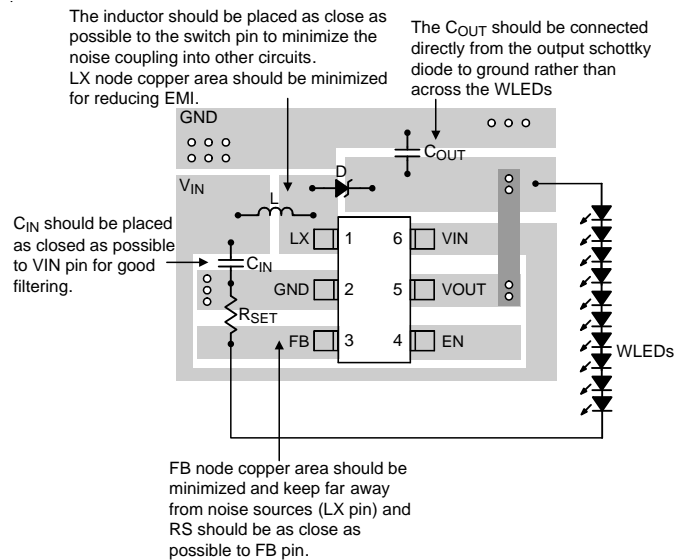 The inductor should be placed as close as
possible to the switch pin to minimize the
noise coupling into other circuits.
LX node copper area should be minimized
for reducing EMI.
The COUT should be connected
directly from the output schottky
diode to ground rather than
across the WLEDs
GND
COUT
D
VIN
L
CIN should be placed
as closed as possible
to VIN pin for good
filtering.
LX 1 6 VIN
CIN
GND 2 5 VOUT
RSET
FB 3 4 EN
WLEDs
FB node copper area should be
minimized and keep far away
from noise sources (LX pin) and
RS should be as close as
possible to FB pin.